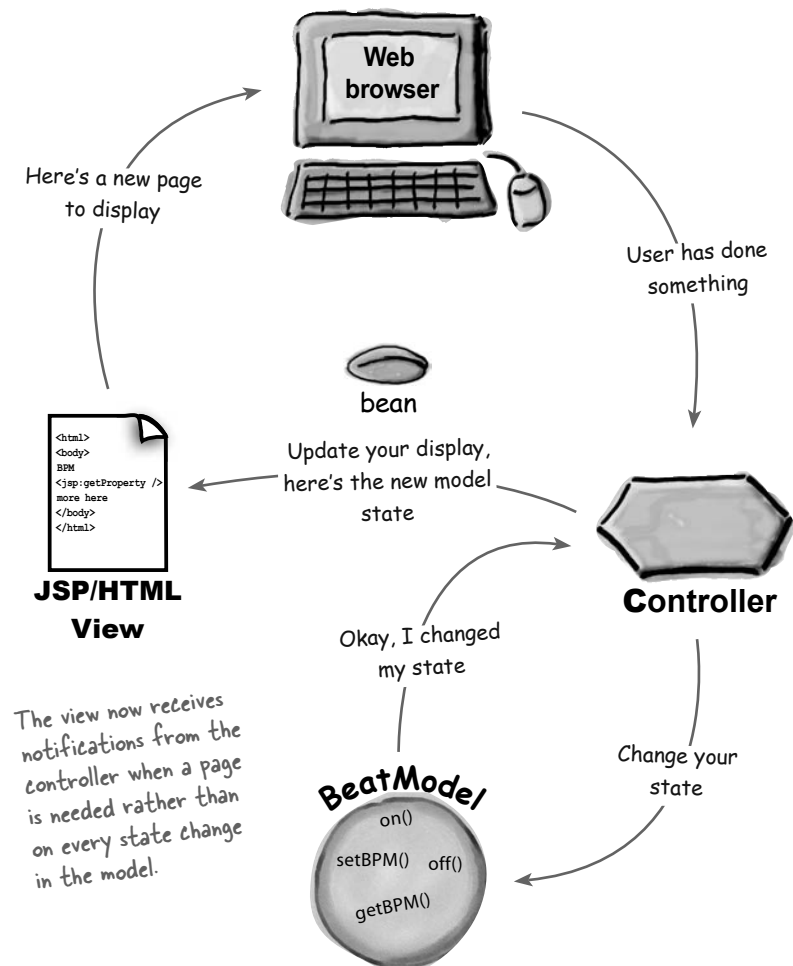 Web
browser
Here's a new page
to display
User has done
something
bean
Update your display,
here's the new model
state
<html>
<body>
BPM
<jsp:getProperty />
more here
</body>
</html>
JSP/HTML
View
Controller
Okay, I changed
my state
Change your
state
The view now receives
notifications from the
controller when a page
is needed rather than
on every state change
in the model.
BeatModel
on()
setBPM() off()
getBPM()